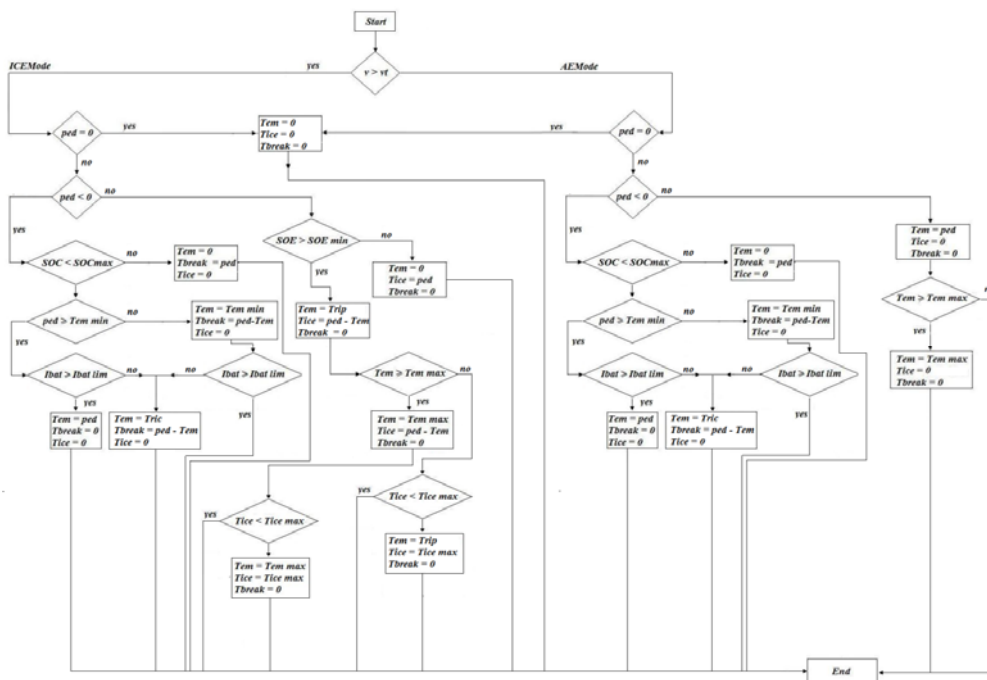 Start
ICEMode
yes
v > vt
AEMode
ped = 0
yes
Tem = 0
Tice = 0
Tbreak = 0
yes
ped = 0
no
no
ped < 0
no
ped < 0
no
yes
SOE > SOE min
no
yes
Tem = ped
Tice = 0
Tbreak = 0
SOC < SOCmax
no
Tem = 0
Tbreak = ped
Tice = 0
yes
Tem = 0
Tice = ped
Tbreak = 0
SOC < SOCmax
no
Tem = 0
Tbreak = ped
Tice = 0
Tem ⩾ Tem max
ped ⩾ Tem min
no
Tem = Tem min
Tbreak = ped-Tem
Tice = 0
Tem = Trip
Tice = ped - Tem
Tbreak = 0
ped ⩾ Tem min
no
Tem = Tem min
Tbreak = ped-Tem
Tice = 0
yes
yes
yes
Ibat ⩾ Ibat lim
no
no
Ibat ⩾ Ibat lim
Tem ⩾ Tem max
no
Ibat ⩾ Ibat lim
no
no
Ibat ⩾ Ibat lim
Tem = Tem max
Tice = 0
Tbreak = 0
yes
yes
yes
yes
yes
Tem = ped
Tbreak = 0
Tice = 0
Tem = Tric
Tbreak = ped - Tem
Tice = 0
Tem = Tem max
Tice = ped - Tem
Tbreak = 0
Tem = ped
Tbreak = 0
Tice = 0
Tem = Tric
Tbreak = ped - Tem
Tice = 0
yes
Tice < Tice max
yes
Tice < Tice max
Tem = Trip
Tice = Tice max
Tbreak = 0
Tem = Tem max
Tice = Tice max
Tbreak = 0
End